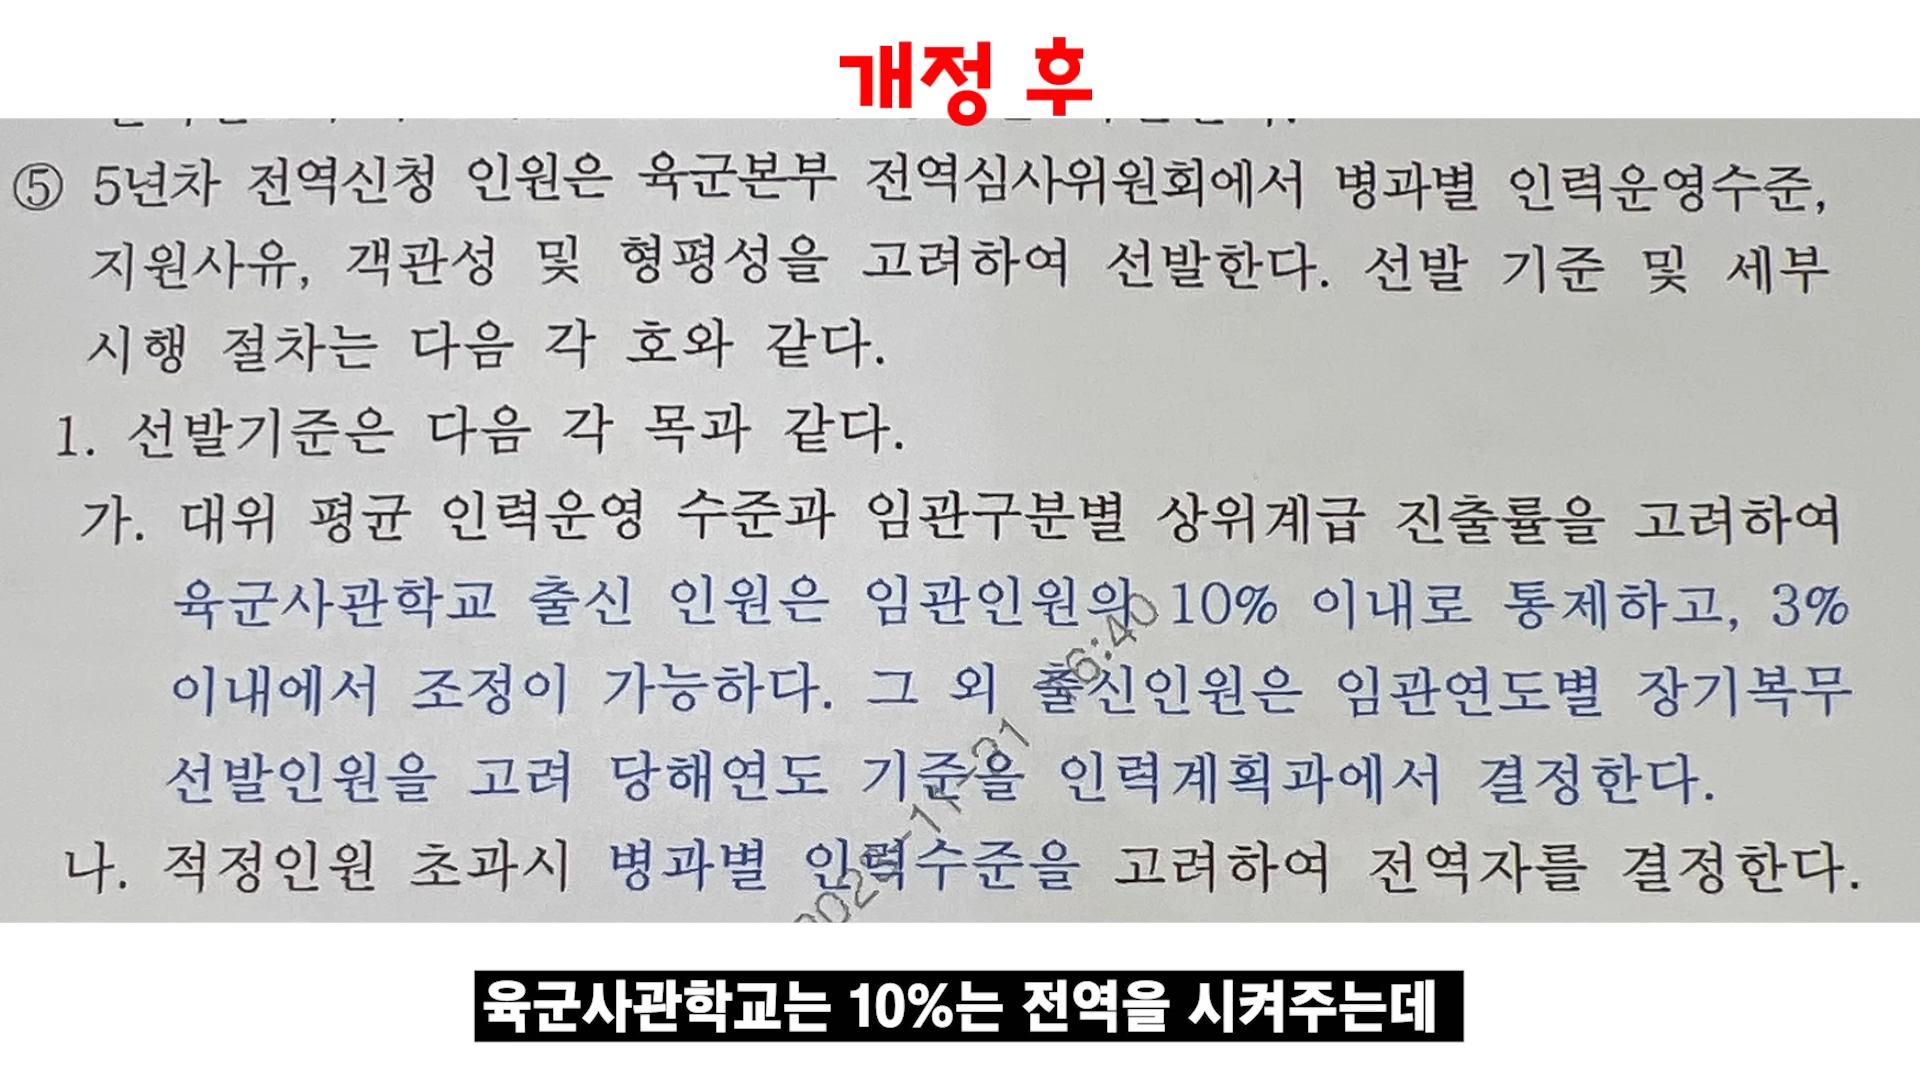 개정 후
⑤ 5년차 전역신청 인원은 육군본부 전역심사위원회에서 병과별 인력운영수준,
지원사유, 객관성 및 형평성을 고려하여 선발한다. 선발 기준 및 세부
시행 절차는 다음 각 호와 같다.
1. 선발기준은 다음 각 목과 같다.
가. 대위 평균 인력운영 수준과 임관구분별 상위계급 진출률을 고려하여
육군사관학교 출신 인원은 임관인원의 10% 이내로 통제하고, 3%
이내에서 조정이 가능하다. 그 외 출신인원은 임관연도별 장기복무
선발인원을 고려 당해연도 기준을 인력계획과에서 결정한다.
나. 적정인원 초과시 병과별 인력수준을 고려하여 전역자를 결정한다.
육군사관학교는 10%는 전역을 시켜주는데